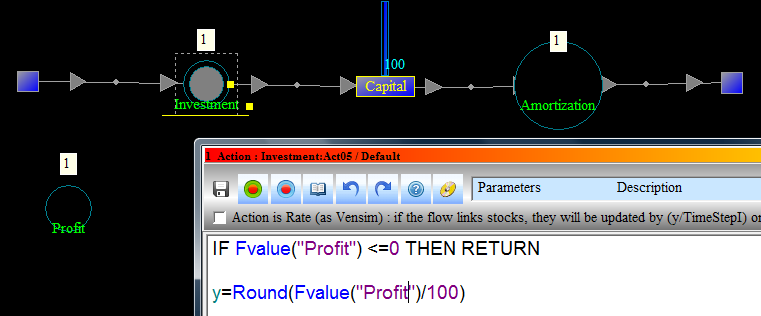 1
1
100
Capital
Investment
Amortization
1
Profit
1 Action : Investment:Act05 / Default
Parameters Description
Action is Rate (as Vensim) : if the flow links stocks, they will be updated by (y/TimeStepI) or
IF Fvalue("Profit") <=0 THEN RETURN
y=Round(Fvalue("Profit")/100)